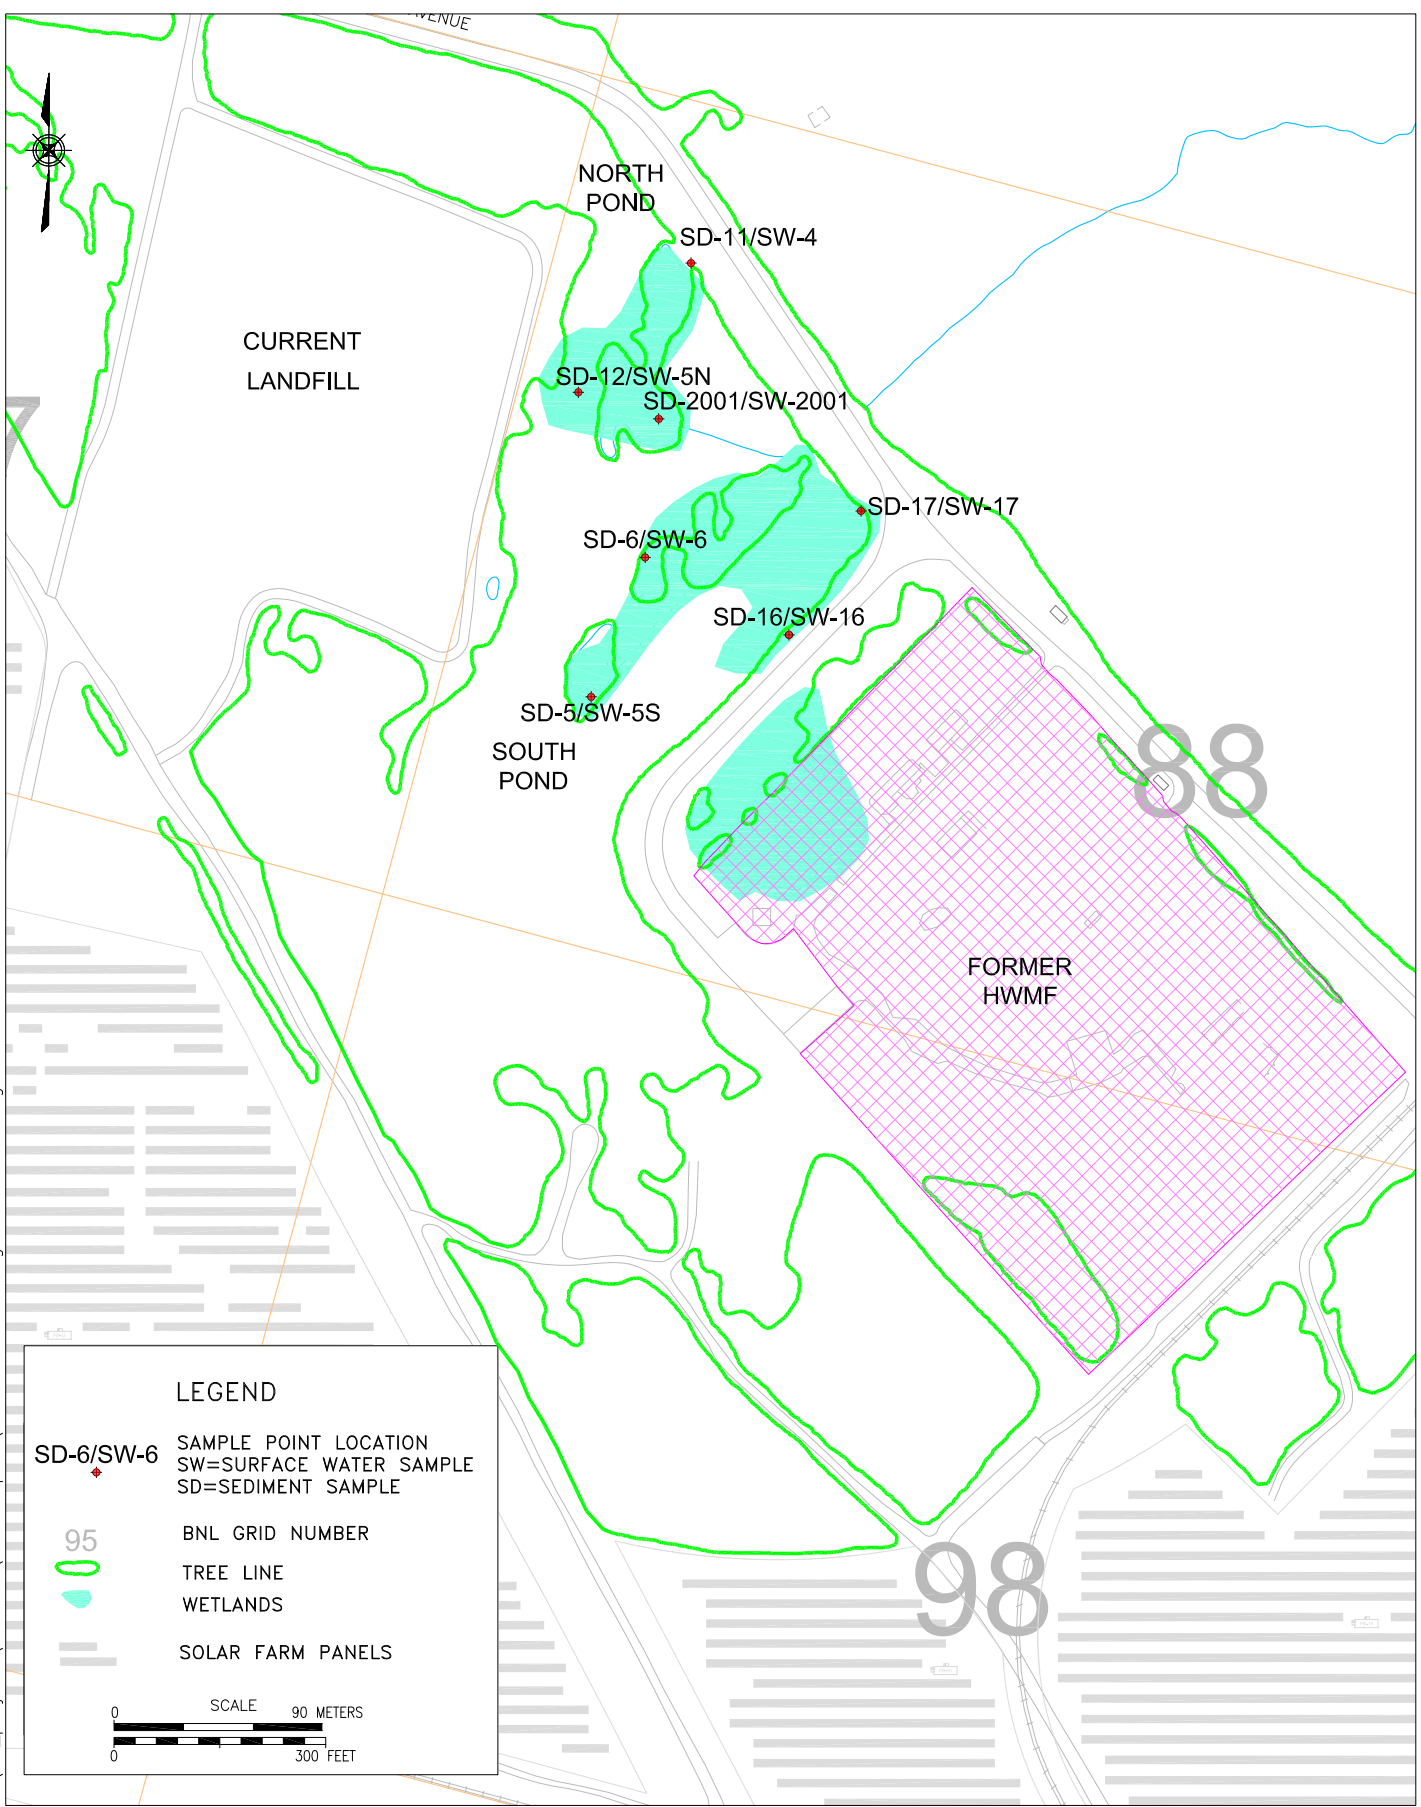 NORTH
POND
SD-11/SW-4
CURRENT
LANDFILL
SD-12/SW-5N
SD-2001/SW-2001
7
SD-17/SW-17
SD-6/SW-6
SD-16/SW-16
SD-5/SW-5S
SOUTH
POND
88
FORMER
HWMF
LEGEND
SD-6/SW-6
SAMPLE POINT LOCATION
SW=SURFACE WATER SAMPLE
SD=SEDIMENT SAMPLE
95
BNL GRID NUMBER
TREE LINE
WETLANDS
SOLAR FARM PANELS
SCALE
0 90 METERS
0 300 FEET
98